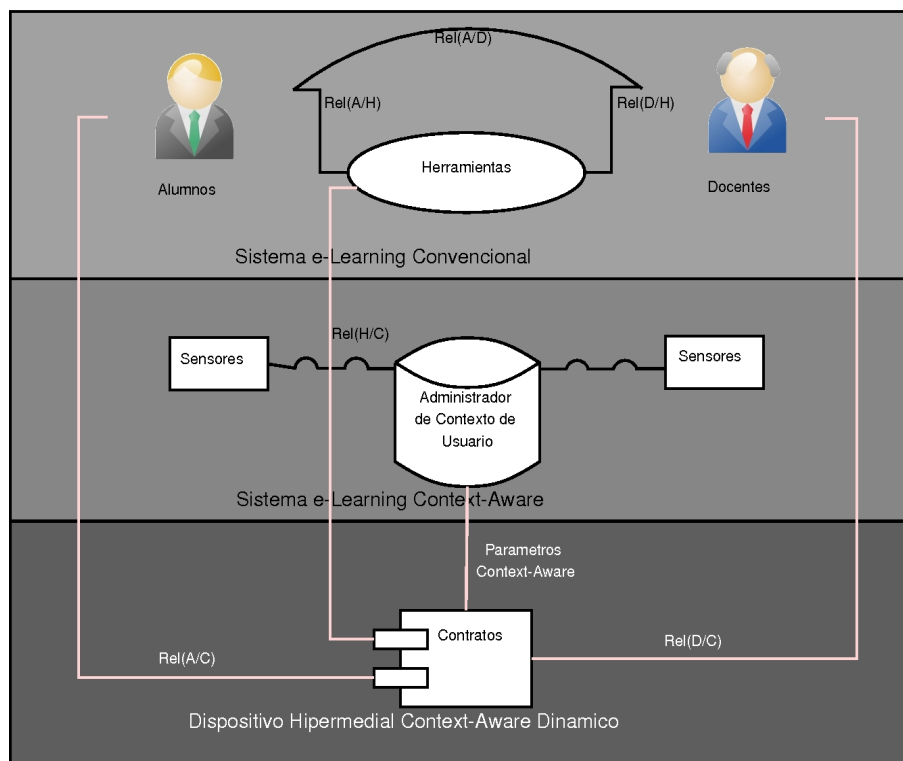 Rel(A/D)
Rel(A/H)
Rel(D/H)
Herramientas
Alumnos
Docentes
Sistema e-Learning Convencional
Rel(H/C)
Sensores
Sensores
Administrador
de Contexto de
Usuario
Sistema e-Learning Context-Aware
Parametros
Context-Aware
Contratos
Rel(A/C)
Rel(D/C)
Dispositivo Hipermedial Context-Aware Dinamico